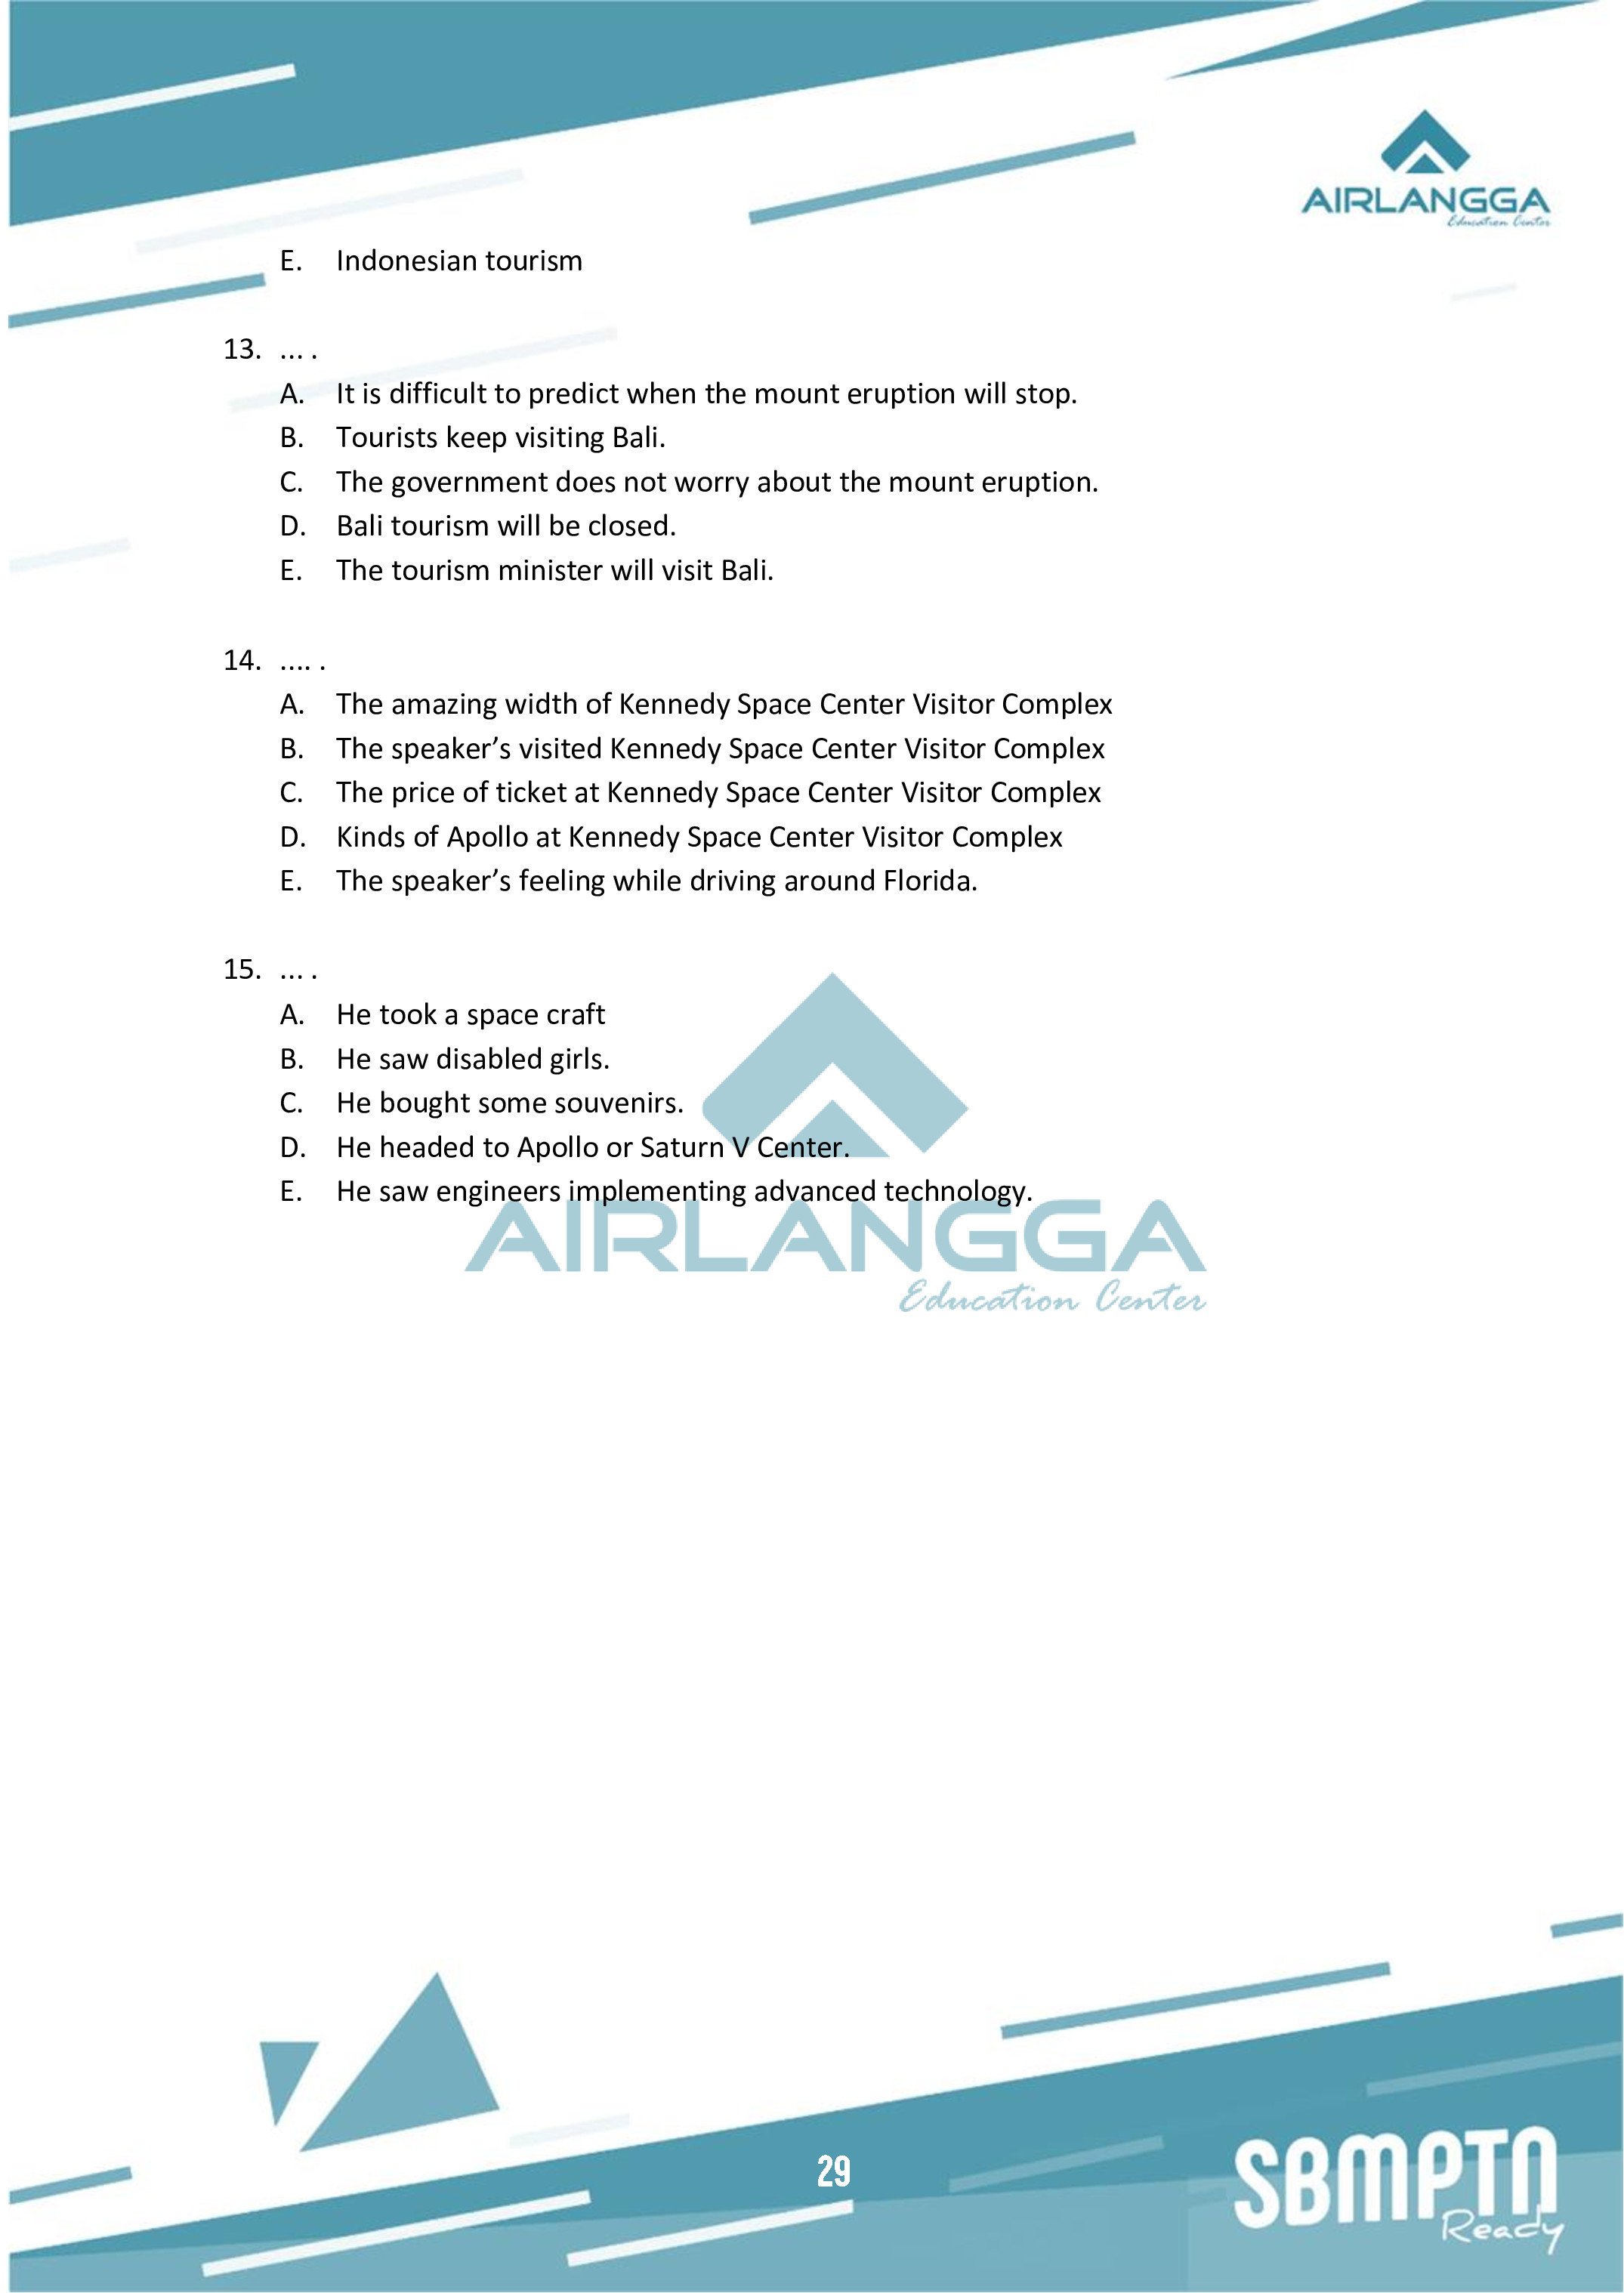 AIRLANGGA
Education Center
E. Indonesian tourism
13. ... .
A. It is difficult to predict when the mount eruption will stop.
B. Tourists keep visiting Bali.
C. The government does not worry about the mount eruption.
D. Bali tourism will be closed.
E. The tourism minister will visit Bali.
14. .... .
A. The amazing width of Kennedy Space Center Visitor Complex
B. The speaker’s visited Kennedy Space Center Visitor Complex
C. The price of ticket at Kennedy Space Center Visitor Complex
D. Kinds of Apollo at Kennedy Space Center Visitor Complex
E. The speaker’s feeling while driving around Florida.
15. ... .
A. He took a space craft
B. He saw disabled girls.
C. He bought some souvenirs.
D. He headed to Apollo or Saturn V Center.
E. He saw engineers implementing advanced technology.
AIRLANGGA
Education Center
29
SBMPTN
Ready